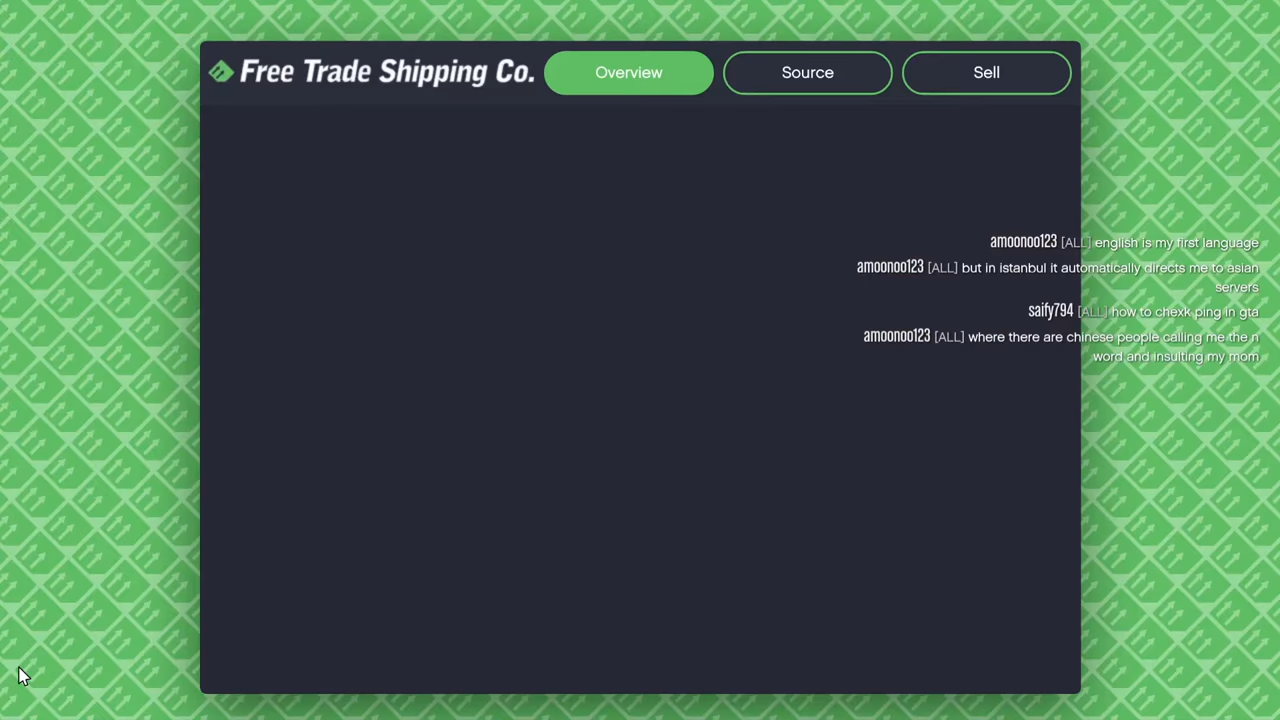 Free Trade Shipping Co.
Overview
Source
Sell
amoonoo123 [ALL] english is my first language
amoonoo123 [ALL] but in istanbul it automatically directs me to asian
servers
saify794 [ALL] how to chexk ping in gta
amoonoo123 [ALL] where there are chinese people calling me the n
word and insulting my mom